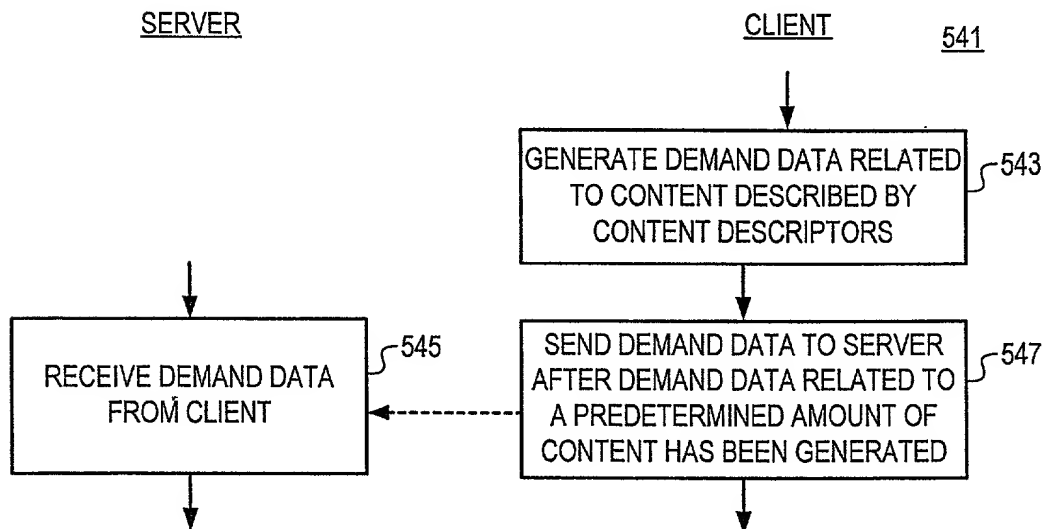 SERVER
CLIENT
541
GENERATE DEMAND DATA RELATED
TO CONTENT DESCRIBED BY
CONTENT DESCRIPTORS
543
RECEIVE DEMAND DATA
FROM CLIENT
545
SEND DEMAND DATA TO SERVER
AFTER DEMAND DATA RELATED TO
A PREDETERMINED AMOUNT OF
CONTENT HAS BEEN GENERATED
547